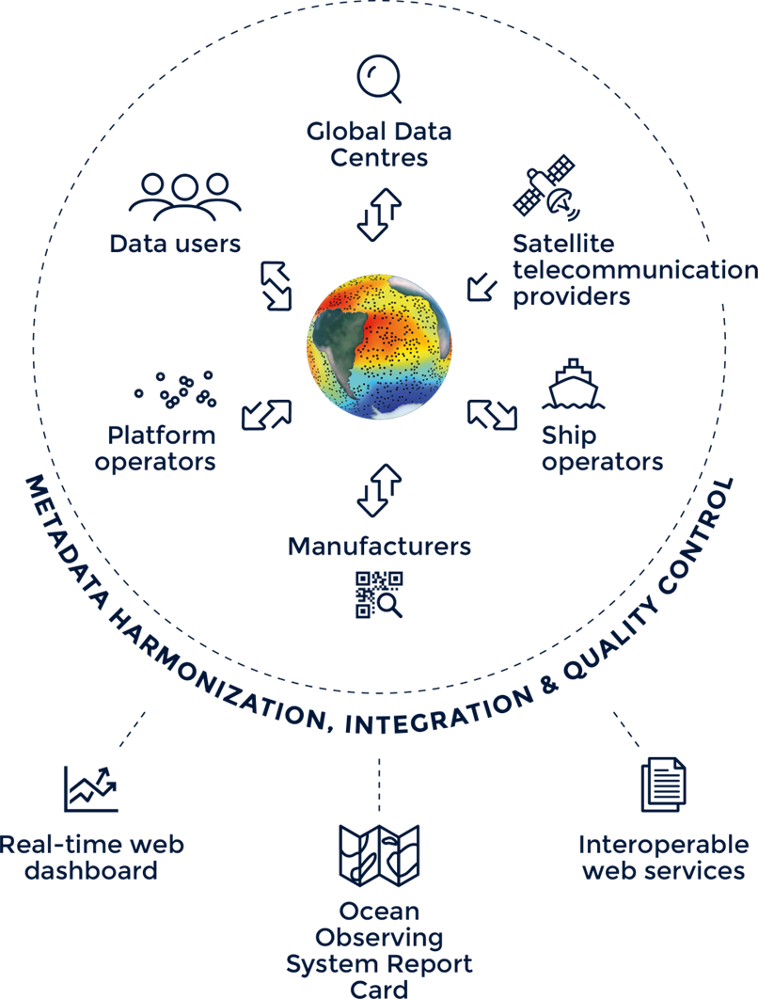 Global Data
Centres
Data users
Satellite
telecommunication
providers
Platform
operators
Ship
operators
Manufacturers
METADATA HARMONIZATION, INTEGRATION & QUALITY CONTROL
Real-time web
dashboard
Interoperable
web services
Ocean
Observing
System Report
Card